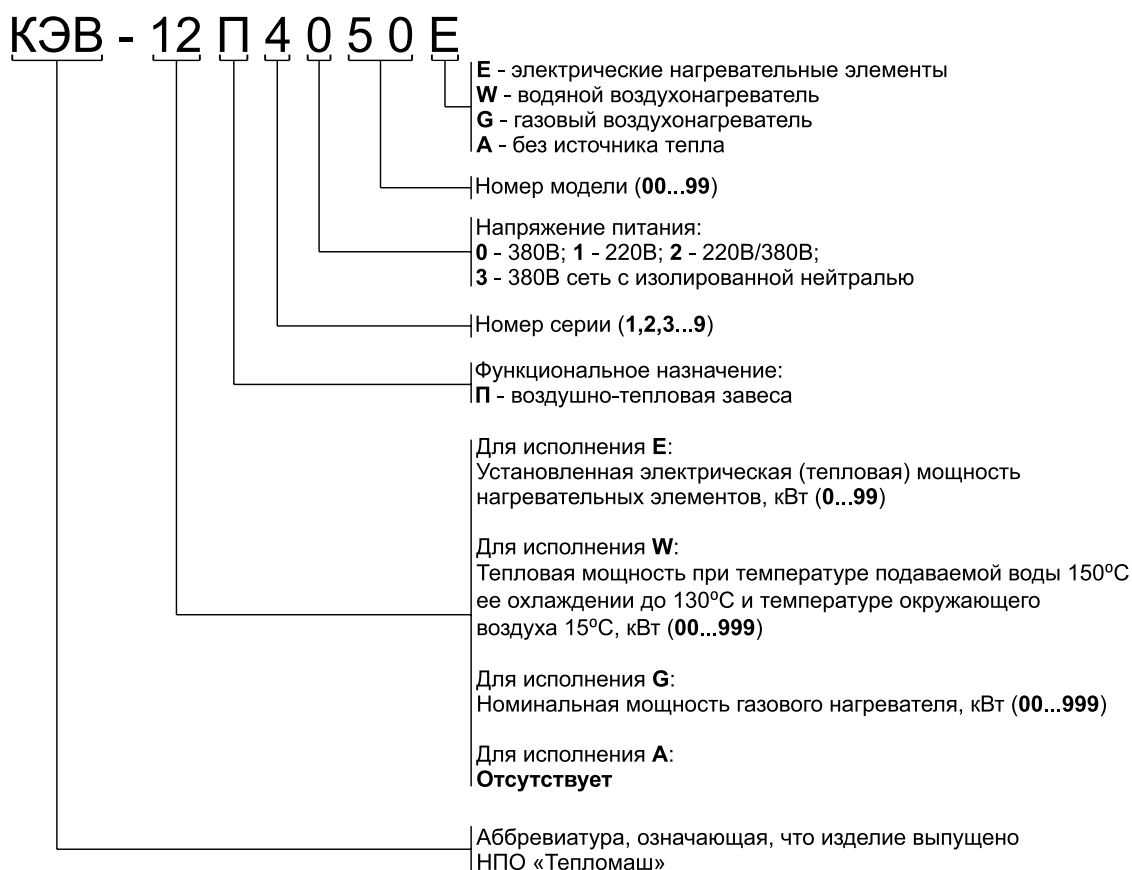 КЭВ - 12 П 4 0 5 0 Е
Е - электрические нагревательные элементы
W - водяной воздухонагреватель
G - газовый воздухонагреватель
А - без источника тепла
Номер модели (00...99)
Напряжение питания:
0 - 380В; 1 - 220В; 2 - 220В/380В;
3 - 380В сеть с изолированной нейтралью
Номер серии (1,2,3...9)
Функциональное назначение:
П - воздушно-тепловая завеса
Для исполнения Е:
Установленная электрическая (тепловая) мощность
нагревательных элементов, кВт (0...99)
Для исполнения W:
Тепловая мощность при температуре подаваемой воды 150ºС
ее охлаждении до 130ºС и температуре окружающего
воздуха 15ºС, кВт (00...999)
Для исполнения G:
Номинальная мощность газового нагревателя, кВт (00...999)
Для исполнения А:
Отсутствует
Аббревиатура, означающая, что изделие выпущено
НПО «Тепломаш»